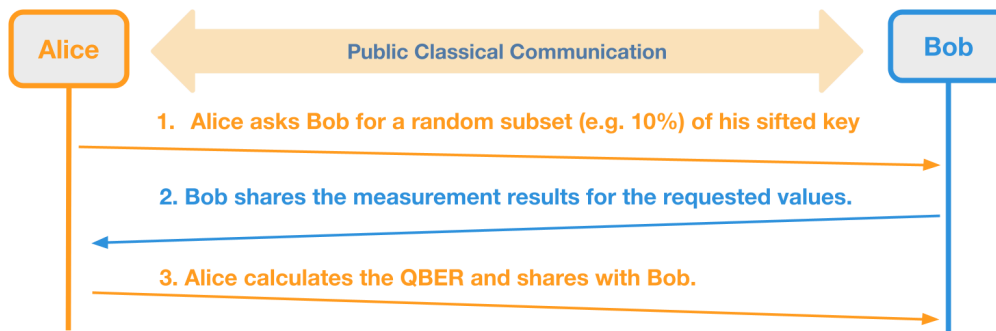 Alice
Public Classical Communication
Bob
1. Alice asks Bob for a random subset (e.g. 10%) of his sifted key
2. Bob shares the measurement results for the requested values.
3. Alice calculates the QBER and shares with Bob.